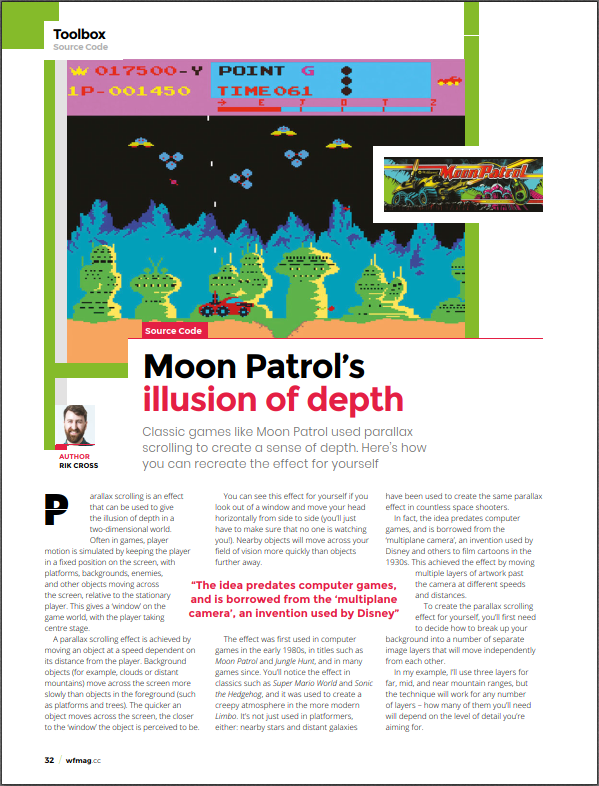 Toolbox
Source Code
017500-Y
POINT G
1P-001450
TIME 061
E J O T Z
Moon Patrol
Source Code
Moon Patrol's
illusion of depth
Classic games like Moon Patrol used parallax
scrolling to create a sense of depth. Here's how
you can recreate the effect for yourself
AUTHOR
RIK CROSS
Parallax scrolling is an effect
that can be used to give
the illusion of depth in a
two-dimensional world.
Often in games, player
motion is simulated by keeping the player
in a fixed position on the screen, with
platforms, backgrounds, enemies,
and other objects moving across
the screen, relative to the stationary
player. This gives a 'window' on the
game world, with the player taking
centre stage.
A parallax scrolling effect is achieved by
moving an object at a speed dependent on
its distance from the player. Background
objects (for example, clouds or distant
mountains) move across the screen more
slowly than objects in the foreground (such
as platforms and trees). The quicker an
object moves across the screen, the closer
to the 'window' the object is perceived to be.
You can see this effect for yourself if you
look out of a window and move your head
horizontally from side to side (you'll just
have to make sure that no one is watching
you!). Nearby objects will move across your
field of vision more quickly than objects
further away.
"The idea predates computer games,
and is borrowed from the 'multiplane
camera', an invention used by Disney"
The effect was first used in computer
games in the early 1980s, in titles such as
Moon Patrol and Jungle Hunt, and in many
games since. You'll notice the effect in
classics such as Super Mario World and Sonic
the Hedgehog, and it was used to create a
creepy atmosphere in the more modern
Limbo. It's not just used in platformers,
either: nearby stars and distant galaxies
have been used to create the same parallax
effect in countless space shooters.
In fact, the idea predates computer
games, and is borrowed from the
'multiplane camera', an invention used by
Disney and others to film cartoons in the
1930s. This achieved the effect by moving
multiple layers of artwork past
the camera at different speeds
and distances.
To create the parallax scrolling
effect for yourself, you'll first need
to decide how to break up your
background into a number of separate
image layers that will move independently
from each other.
In my example, I'll use three layers for
far, mid, and near mountain ranges, but
the technique will work for any number
of layers – how many of them you'll need
will depend on the level of detail you're
aiming for.
32 / wfmag.cc